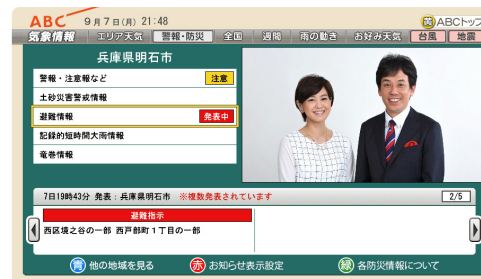 ABC 9月7日(月) 21:48 黄 ABCトップ
気象情報 エリア天気 警報・防災 全国 週間 雨の動き お好み天気 台風 地震
兵庫県明石市
警報・注意報など 注意
土砂災害警戒情報
避難情報 発表中
記録的短時間大雨情報
竜巻情報
7日19時43分 発表:兵庫県明石市 ※複数発表されています 2/5
避難指示
西区境之谷の一部 西戸部町1丁目の一部
青 他の地域を見る 赤 お知らせ表示設定 緑 各防災情報について